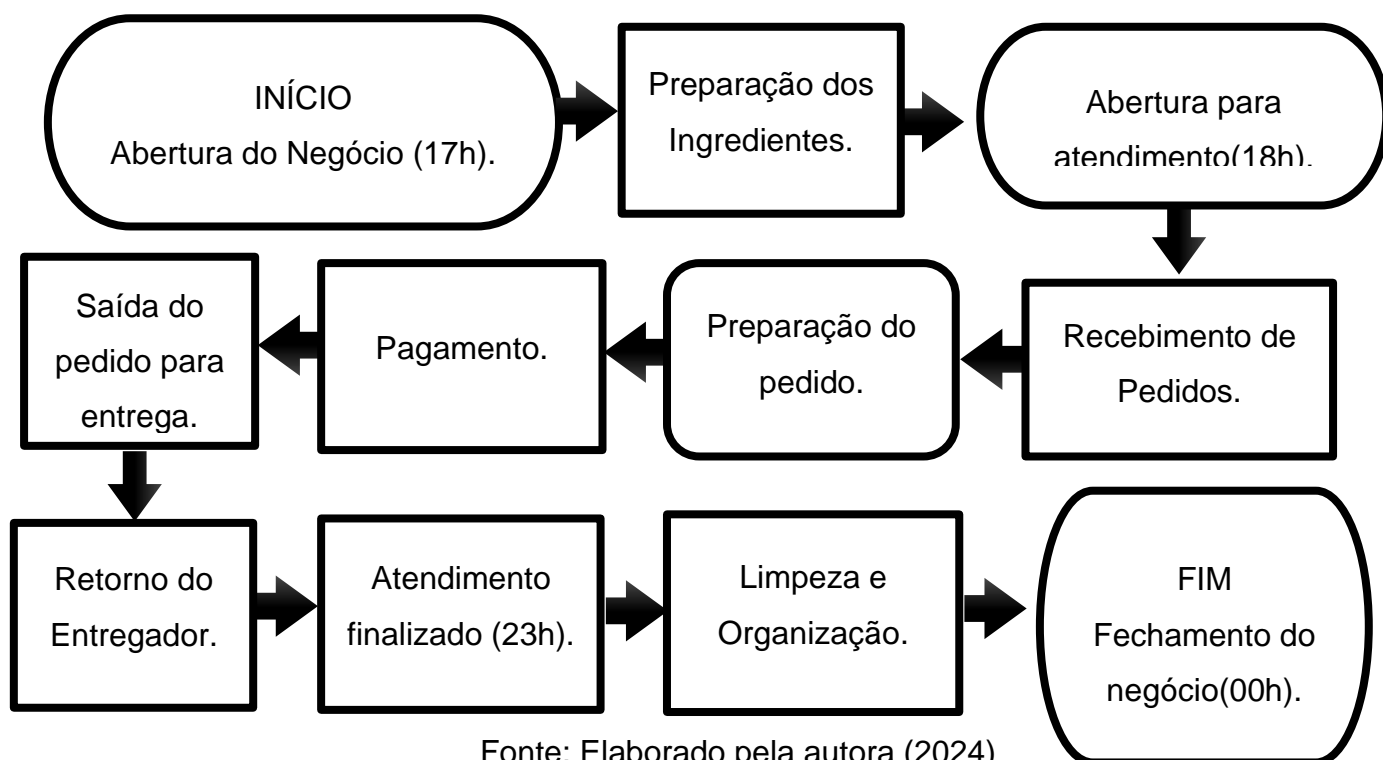 INÍCIO
Abertura do Negócio (17h).
Preparação dos
Ingredientes.
Abertura para
atendimento(18h).
Recebimento de
Pedidos.
Preparação do
pedido.
Pagamento.
Saída do
pedido para
entrega.
Retorno do
Entregador.
Atendimento
finalizado (23h).
Limpeza e
Organização.
FIM
Fechamento do
negócio(00h).
Fonte: Elaborado pela autora (2024)